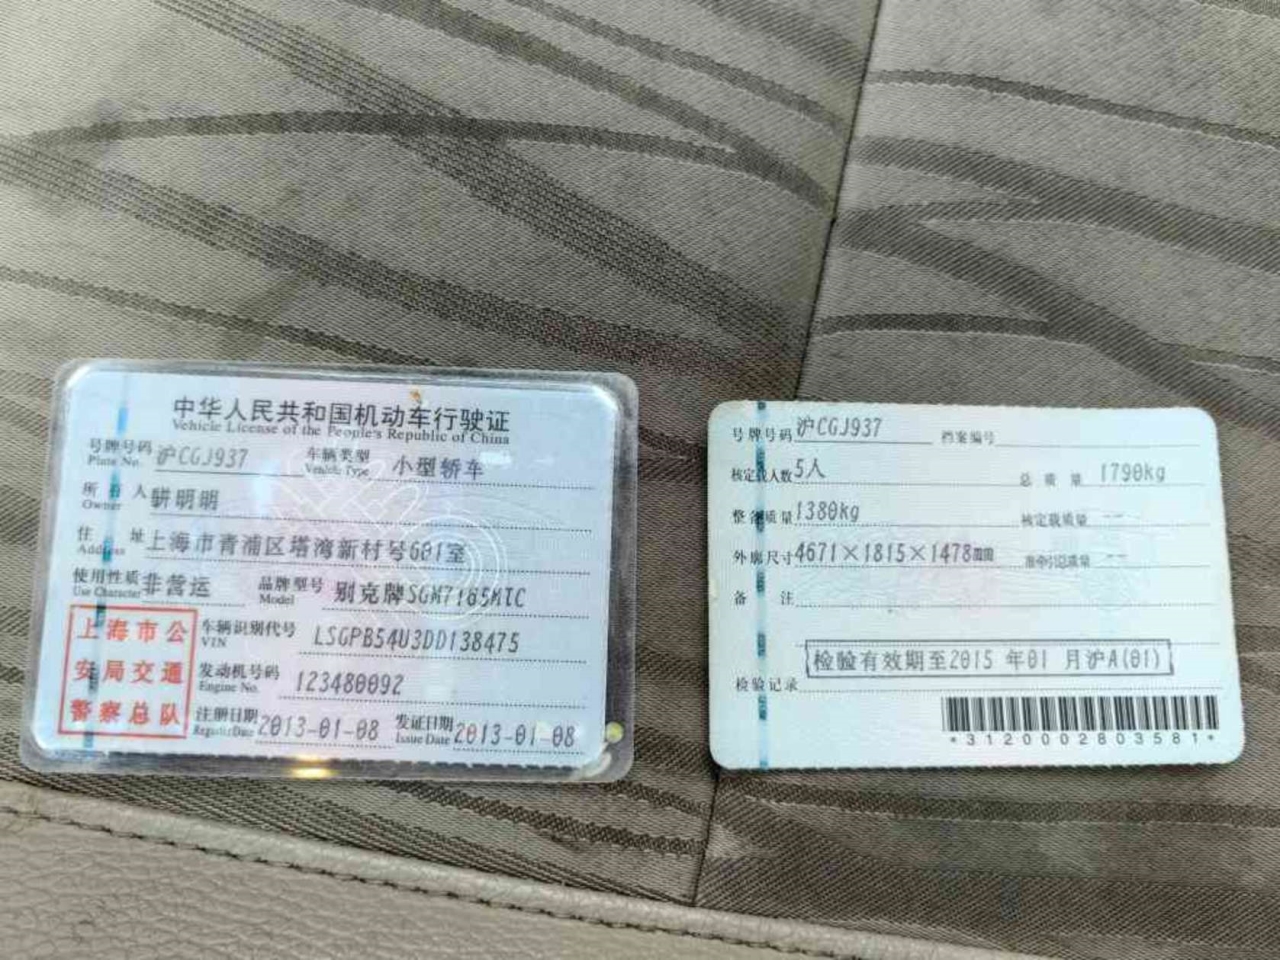 中华人民共和国机动车行驶证
Vehicle License of the People's Republic of China
号牌号码 沪CGJ937 车辆类型 小型轿车
Plate No. Vehicle Type
所有人 骈明明
Owner
住址 上海市青浦区塔湾新村号601室
Address
使用性质 非营运 品牌型号 别克牌SGM7165MTC
Use Character Model
上海市公安局交通警察总队
车辆识别代号 LSGPB54U3DD138475
VIN
发动机号码 123480092
Engine No.
注册日期 2013-01-08 发证日期 2013-01-08
Register Date Issue Date
号牌号码 沪CGJ937 档案编号
核定载人数 5人 总质量 1790kg
整备质量 1380kg 核定载质量 --
外廓尺寸 4671×1815×1478mm 准牵引总质量 --
备注
检验有效期至2015 年01 月沪A(01)
检验记录
*3120002803581*